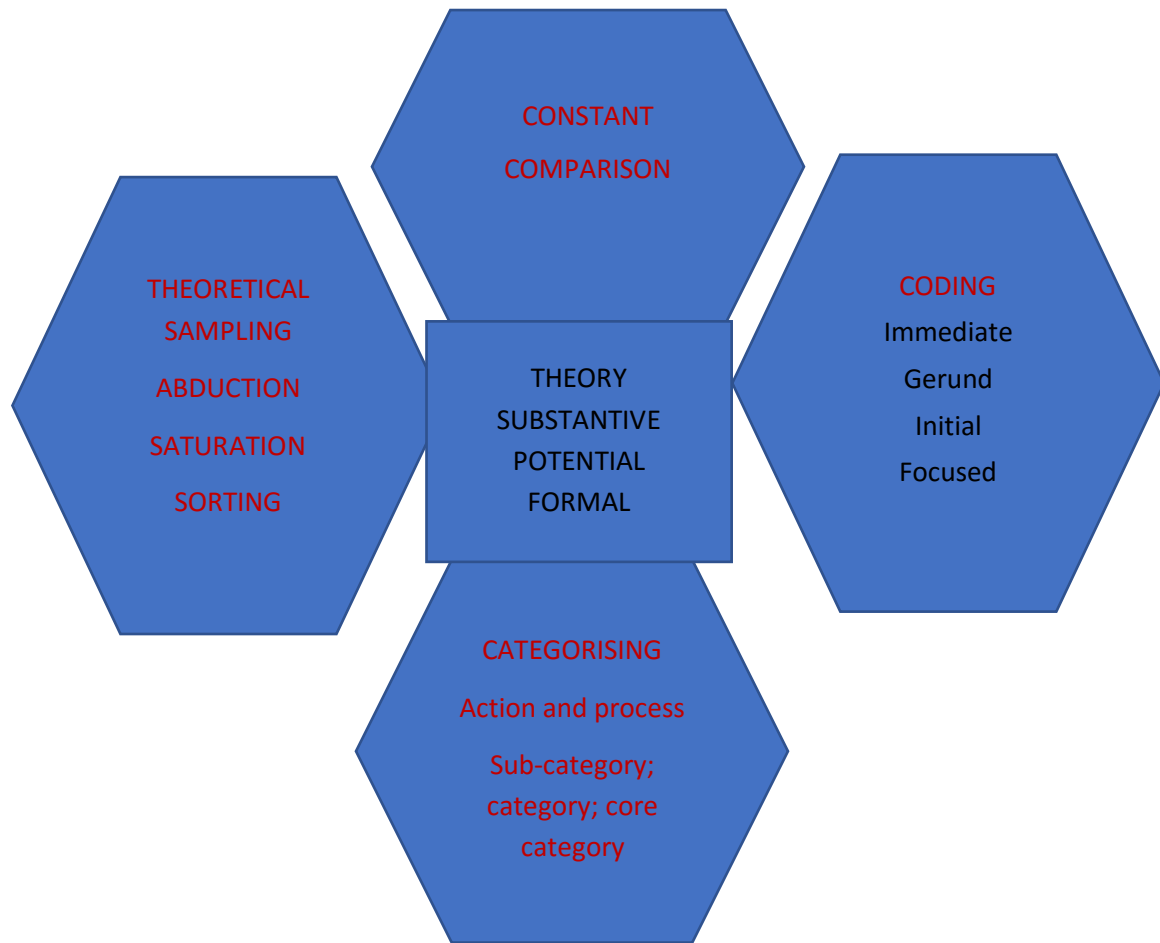 CONSTANT
COMPARISON
THEORETICAL
SAMPLING
ABDUCTION
SATURATION
SORTING
THEORY
SUBSTANTIVE
POTENTIAL
FORMAL
CODING
Immediate
Gerund
Initial
Focused
CATEGORISING
Action and process
Sub-category;
category; core
category